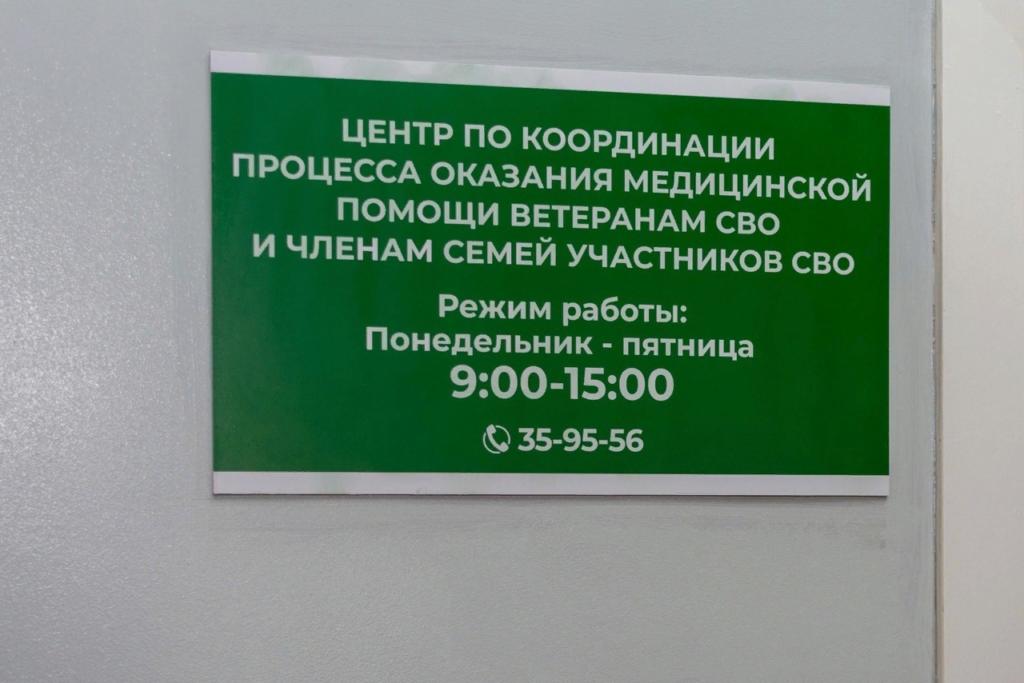 ЦЕНТР ПО КООРДИНАЦИИ
ПРОЦЕССА ОКАЗАНИЯ МЕДИЦИНСКОЙ
ПОМОЩИ ВЕТЕРАНАМ СВО
И ЧЛЕНАМ СЕМЕЙ УЧАСТНИКОВ СВО
Режим работы:
Понедельник - пятница
9:00-15:00
35-95-56